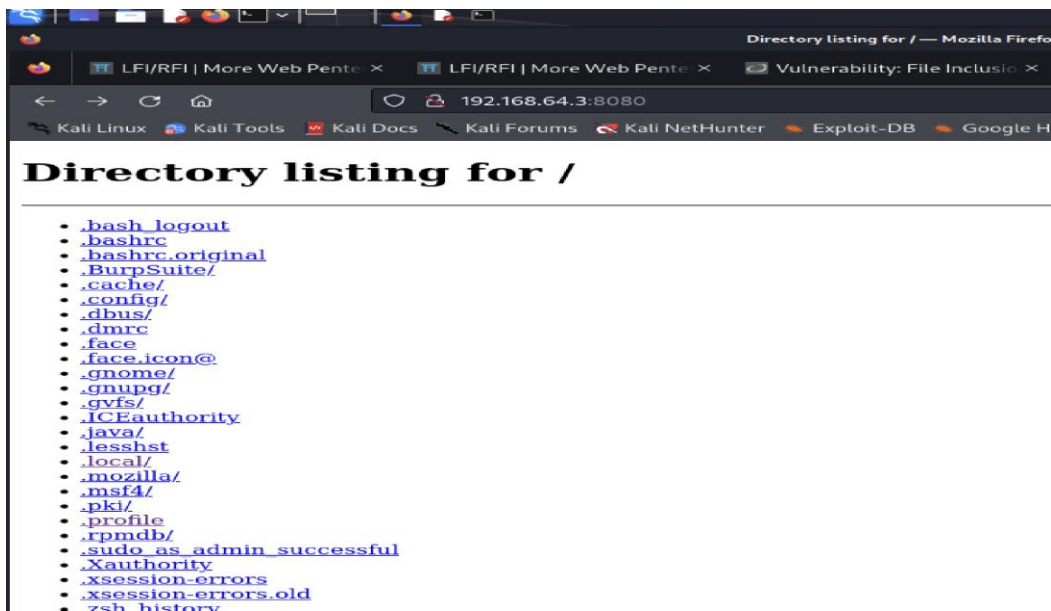 Directory listing for / — Mozilla Firefo
LFI/RFI | More Web Pente
LFI/RFI | More Web Pente
Vulnerability: File Inclusio
192.168.64.3:8080
Kali Linux Kali Tools Kali Docs Kali Forums Kali NetHunter Exploit-DB Google H
Directory listing for /
.bash_logout
.bashrc
.bashrc.original
.BurpSuite/
.cache/
.config/
.dbus/
.dmrc
.face
.face.icon@
.gnome/
.gnupg/
.gvfs/
.ICEauthority
.java/
.lesshst
.local/
.mozilla/
.msf4/
.pki/
.profile
.rpmdb/
.sudo_as_admin_successful
.Xauthority
.xsession-errors
.xsession-errors.old
.zsh_history